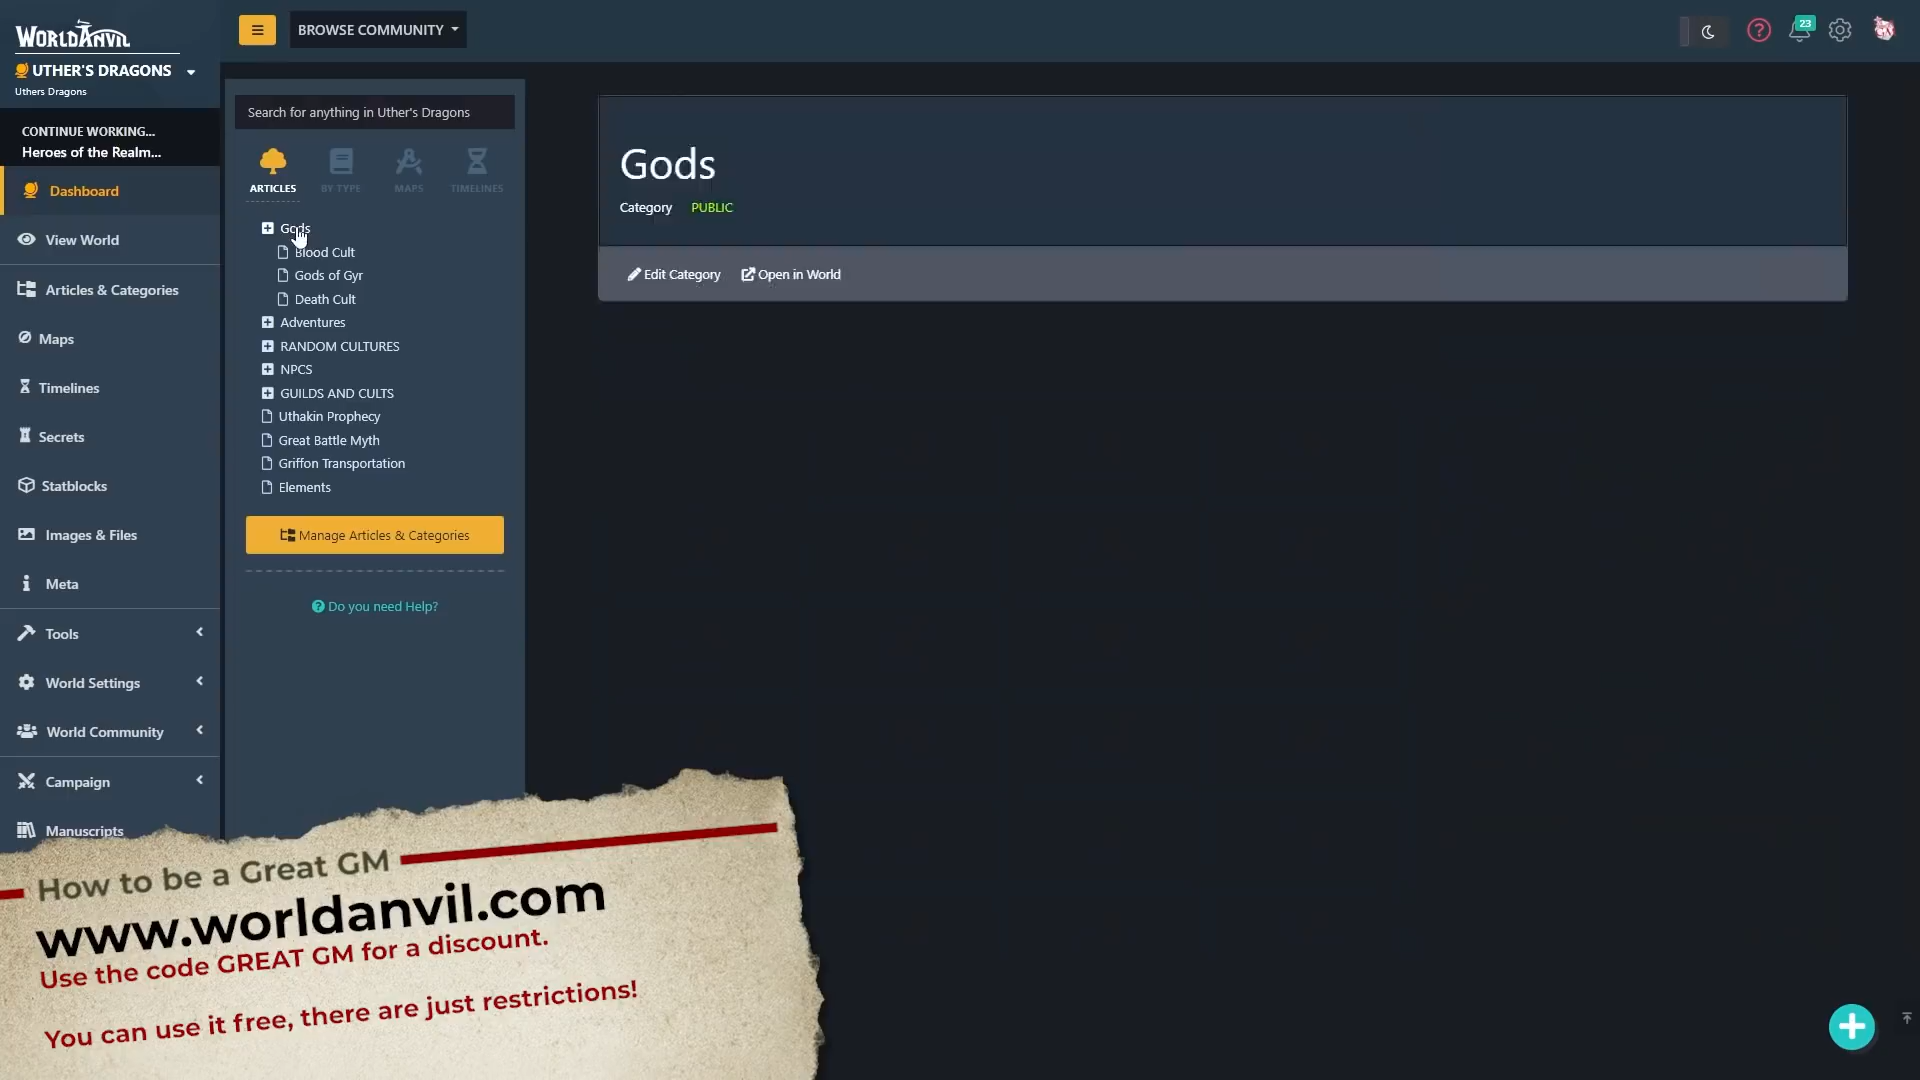 WORLDANVIL
UTHER'S DRAGONS
Uthers Dragons
CONTINUE WORKING...
Heroes of the Realm...
Dashboard
View World
Articles & Categories
Maps
Timelines
Secrets
Statblocks
Images & Files
Meta
Tools
World Settings
World Community
Campaign
Manuscripts
BROWSE COMMUNITY
23
Search for anything in Uther's Dragons
ARTICLES
BY TYPE
MAPS
TIMELINES
Gods
Blood Cult
Gods of Gyr
Death Cult
Adventures
RANDOM CULTURES
NPCS
GUILDS AND CULTS
Uthakin Prophecy
Great Battle Myth
Griffon Transportation
Elements
Manage Articles & Categories
Do you need Help?
Gods
Category PUBLIC
Edit Category Open in World
How to be a Great GM
www.worldanvil.com
Use the code GREAT GM for a discount.
You can use it free, there are just restrictions!